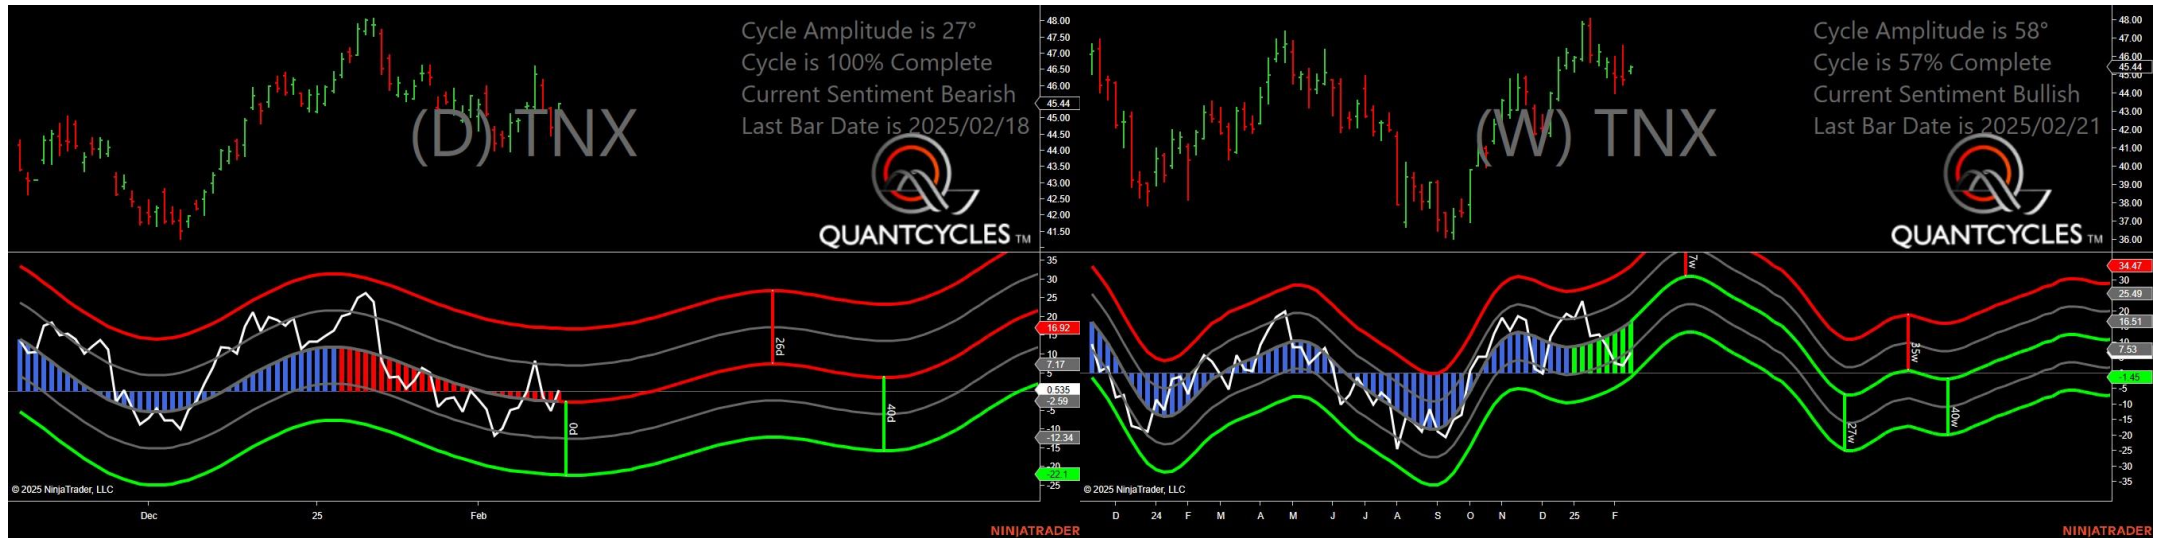 Cycle Amplitude is 27°
Cycle is 100% Complete
Current Sentiment Bearish
Last Bar Date is 2025/02/18
(D) TNX
QUANTCYCLES TM
48.00
47.50
47.00
46.50
46.00
45.44
45.00
44.50
44.00
43.50
43.00
42.50
42.00
41.50
35
30
25
20
16.92
10
7.17
5
0.535
-2.59
-5
-10
-12.34
-15
-20
-22.1
-25
26d
0d
40d
© 2025 NinjaTrader, LLC
Dec
25
Feb
NINJATRADER
Cycle Amplitude is 58°
Cycle is 57% Complete
Current Sentiment Bullish
Last Bar Date is 2025/02/21
(W) TNX
QUANTCYCLES TM
48.00
47.00
46.00
45.44
45.00
44.00
43.00
42.00
41.00
40.00
39.00
38.00
37.00
36.00
34.47
30
25.49
20
16.51
10
7.53
-1.45
-5
-10
-15
-20
-25
-30
-35
7w
35w
27w
40w
© 2025 NinjaTrader, LLC
D 24 F M A M J J A S O N D 25 F
NINJATRADER